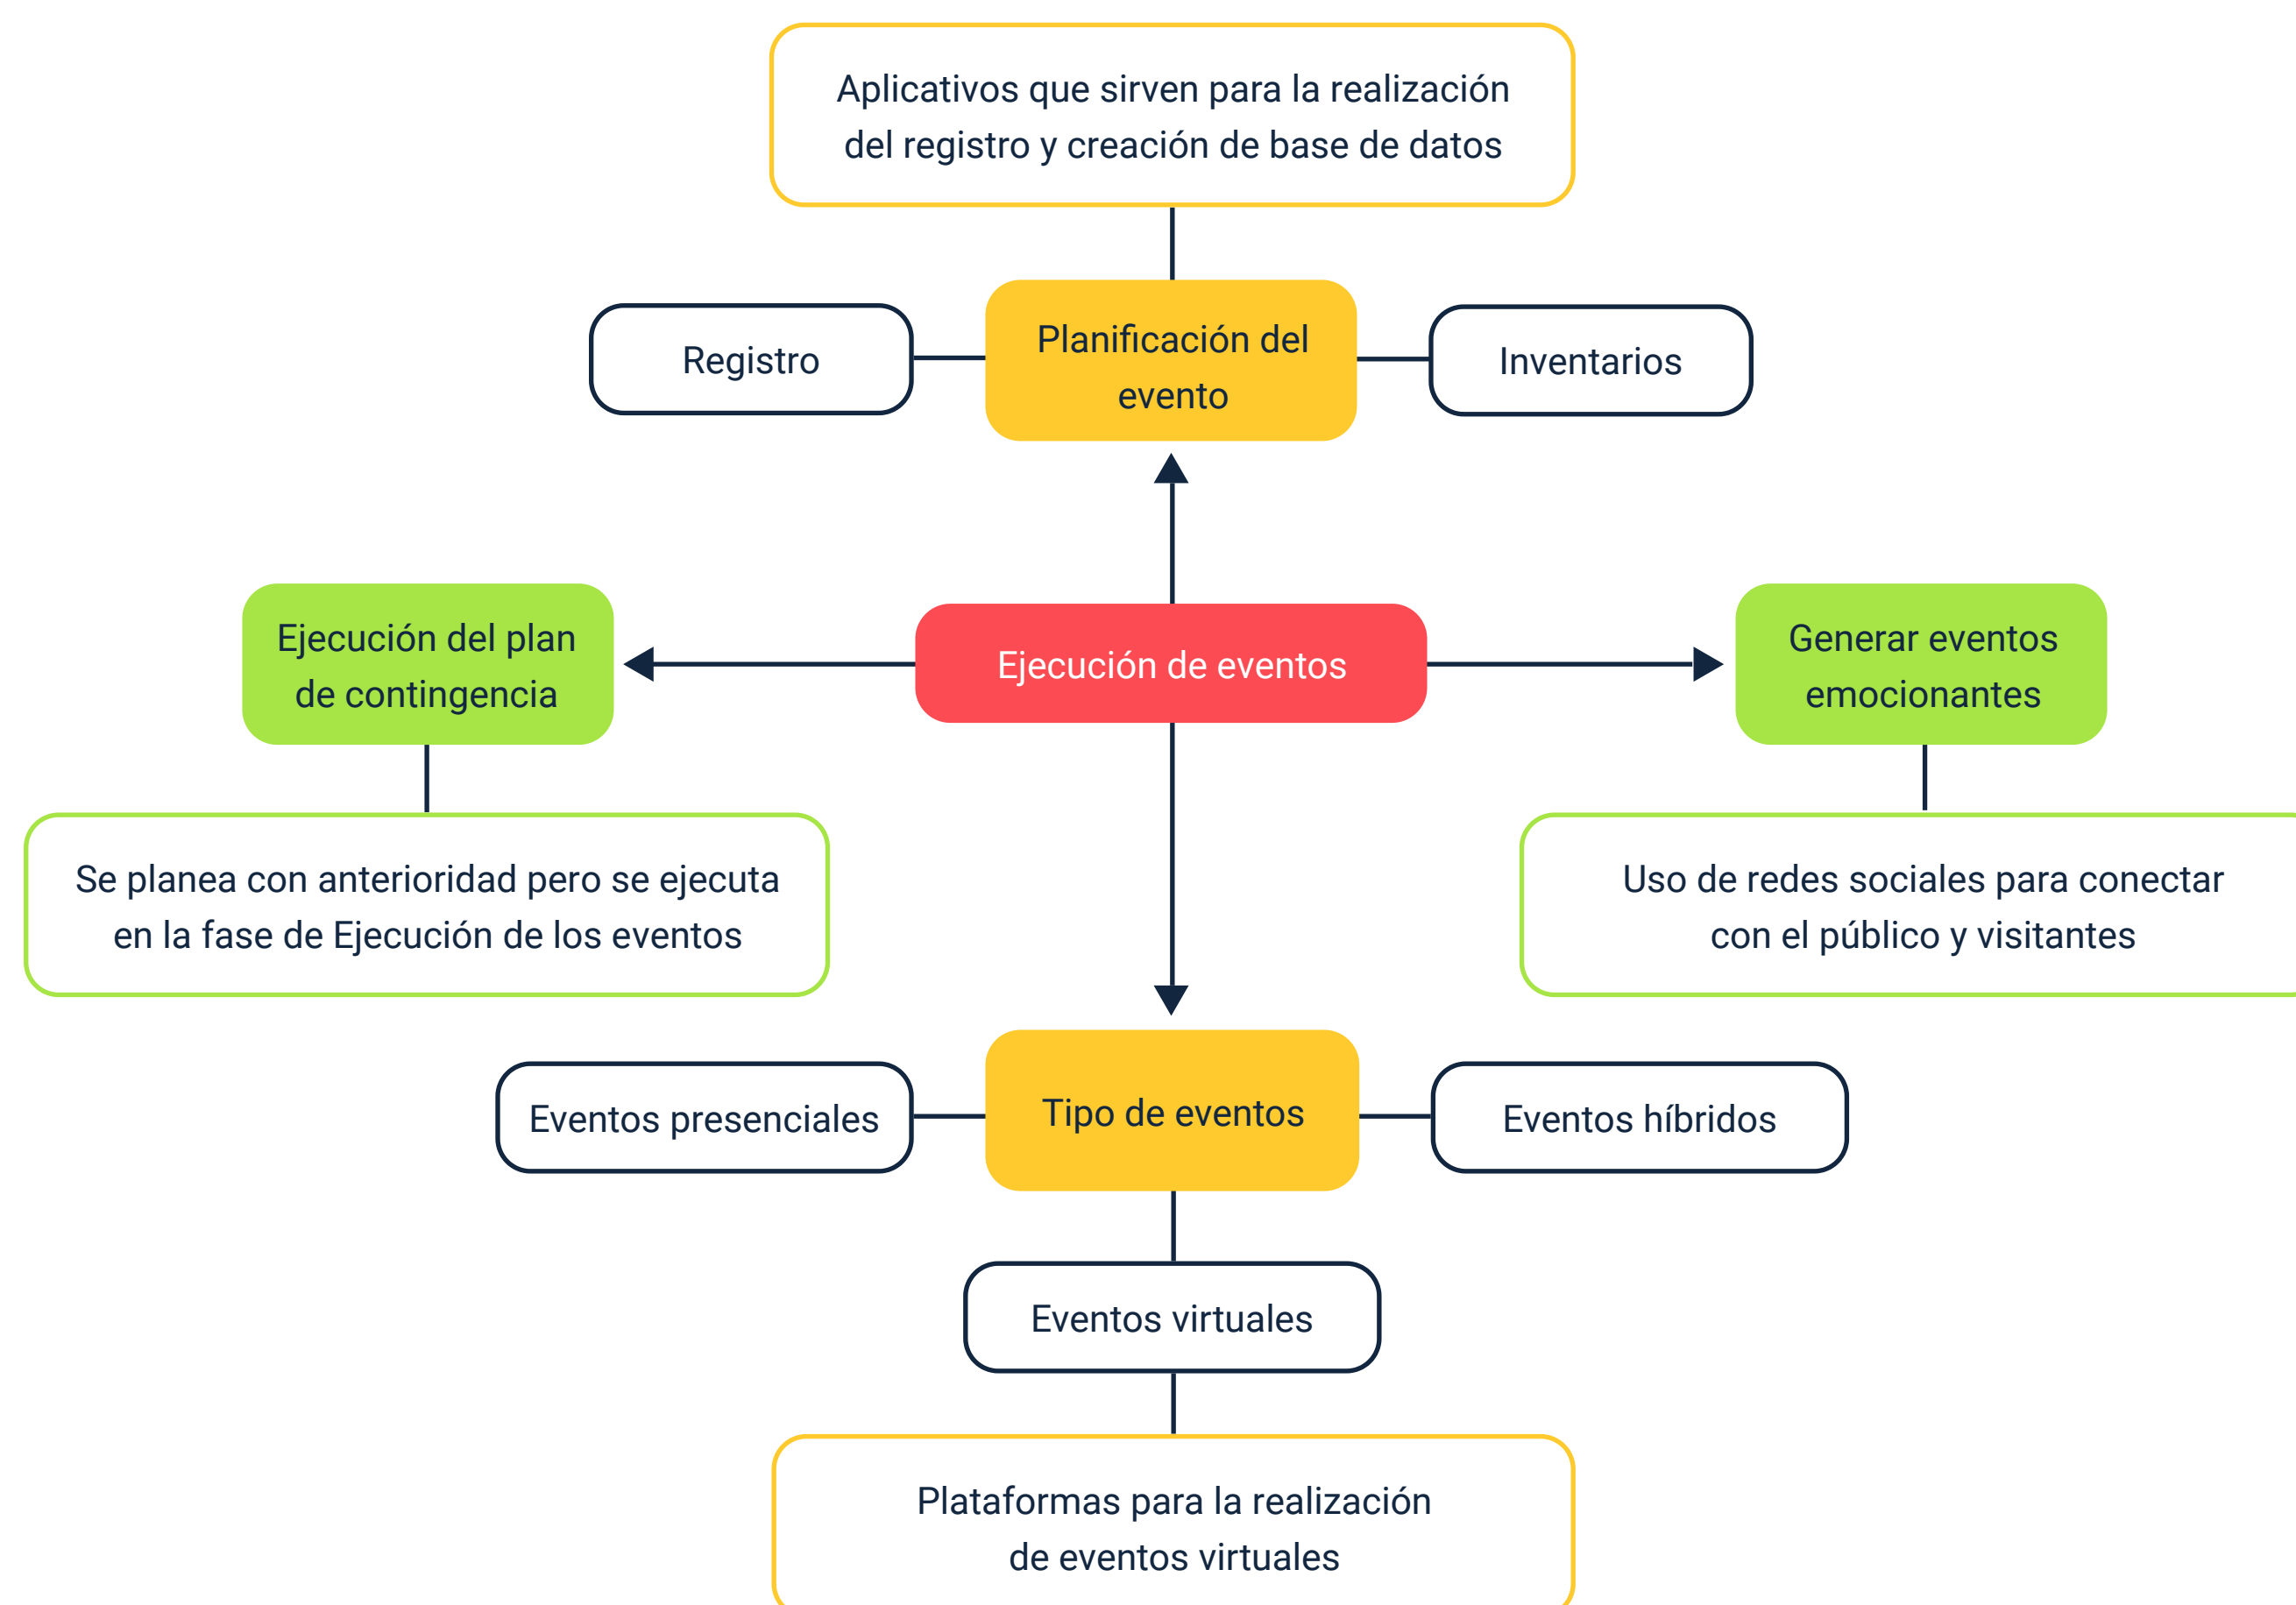 Aplicativos que sirven para la realización
del registro y creación de base de datos
Registro
Planificación del
evento
Inventarios
Ejecución del plan
de contingencia
Ejecución de eventos
Generar eventos
emocionantes
Se planea con anterioridad pero se ejecuta
en la fase de Ejecución de los eventos
Uso de redes sociales para conectar
con el público y visitantes
Eventos presenciales
Tipo de eventos
Eventos híbridos
Eventos virtuales
Plataformas para la realización
de eventos virtuales